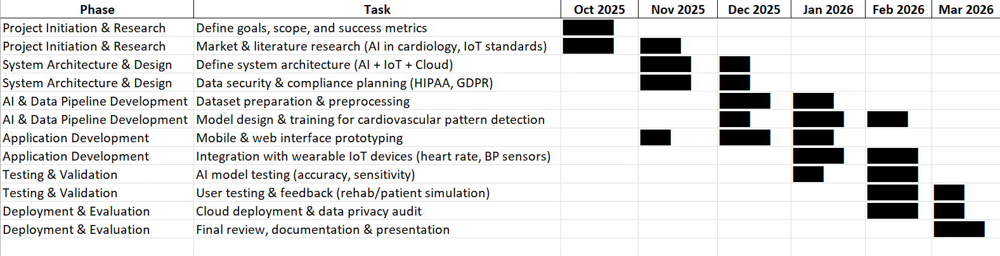 Phase Task Oct 2025 Nov 2025 Dec 2025 Jan 2026 Feb 2026 Mar 2026
Project Initiation & Research Define goals, scope, and success metrics
Project Initiation & Research Market & literature research (AI in cardiology, IoT standards)
System Architecture & Design Define system architecture (AI + IoT + Cloud)
System Architecture & Design Data security & compliance planning (HIPAA, GDPR)
AI & Data Pipeline Development Dataset preparation & preprocessing
AI & Data Pipeline Development Model design & training for cardiovascular pattern detection
Application Development Mobile & web interface prototyping
Application Development Integration with wearable IoT devices (heart rate, BP sensors)
Testing & Validation AI model testing (accuracy, sensitivity)
Testing & Validation User testing & feedback (rehab/patient simulation)
Deployment & Evaluation Cloud deployment & data privacy audit
Deployment & Evaluation Final review, documentation & presentation